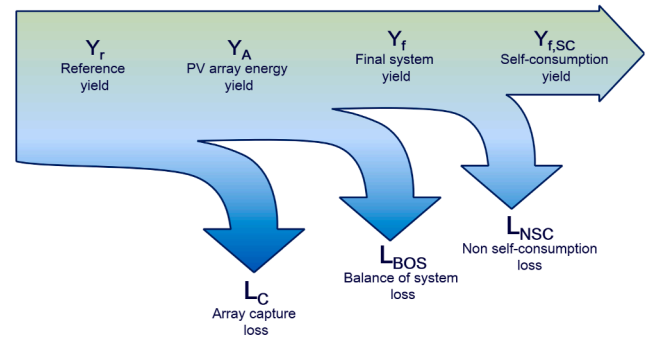 Yr
Reference
yield
YA
PV array energy
yield
Yf
Final system
yield
Yf,SC
Self-consumption
yield
LC
Array capture
loss
LBOS
Balance of system
loss
LNSC
Non self-consumption
loss